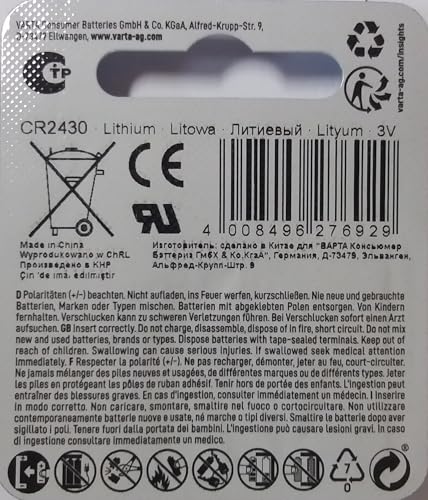 VARTA Consumer Batteries GmbH & Co. KGaA, Alfred-Krupp-Str. 9,
D-73479 Ellwangen, www.varta-ag.com
TP
varta-ag.com/insights
CR2430 · Lithium · Litowa · Литиевый · Lityum · 3V
CE
Made in China
Wyprodukowano w ChRL
Произведено в КНР
Çin'de imal edilmiştir
4 008496 276929
Изготовитель: сделано в Китае для "ВАРТА Консьюмер
Баттериз ГмбХ & Ко.КГаА", Германия, Д-73479, Эльванген,
Альфред-Крупп-Штр. 9
D Polaritäten (+/-) beachten. Nicht aufladen, ins Feuer werfen, kurzschließen. Nie neue und gebrauchte
Batterien, Marken oder Typen mischen. Batterien mit abgeklebten Polen entsorgen. Von Kindern
fernhalten. Verschlucken kann zu schweren Verletzungen führen. Bei Verschlucken sofort einen Arzt
aufsuchen. GB Insert correctly. Do not charge, disassemble, dispose of in fire, short circuit. Do not mix
new and used batteries, brands or types. Dispose batteries with tape-sealed terminals. Keep out of
reach of children. Swallowing can cause serious injuries. If swallowed seek medical attention
immediately. F Respecter la polarité (+/-). Ne pas recharger, démonter, jeter au feu, court-circuiter.
Ne jamais mélanger des piles neuves et usagées, de différentes marques ou de différents types. Jeter
les piles en protégeant les pôles de ruban adhésif. Tenir hors de portée des enfants. L'ingestion peut
entraîner des blessures graves. En cas d'ingestion, consulter immédiatement un médecin. I Inserire
in modo corretto. Non caricare, smontare, smaltire nel fuoco o cortocircuitare. Non utilizzare
contemporaneamente batterie nuove e usate, né marche o tipi diversi. Smaltire le batterie dopo aver
sigillato i poli. Tenere fuori dalla portata dei bambini. L'ingestione può causare lesioni gravi. In caso
di ingestione consultare immediatamente un medico.
7
0
®